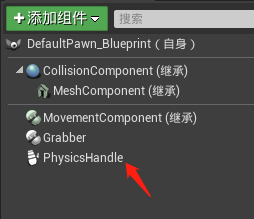 添加组件 搜索
DefaultPawn_Blueprint（自身）
CollisionComponent (继承)
MeshComponent (继承)
MovementComponent (继承)
Grabber
PhysicsHandle